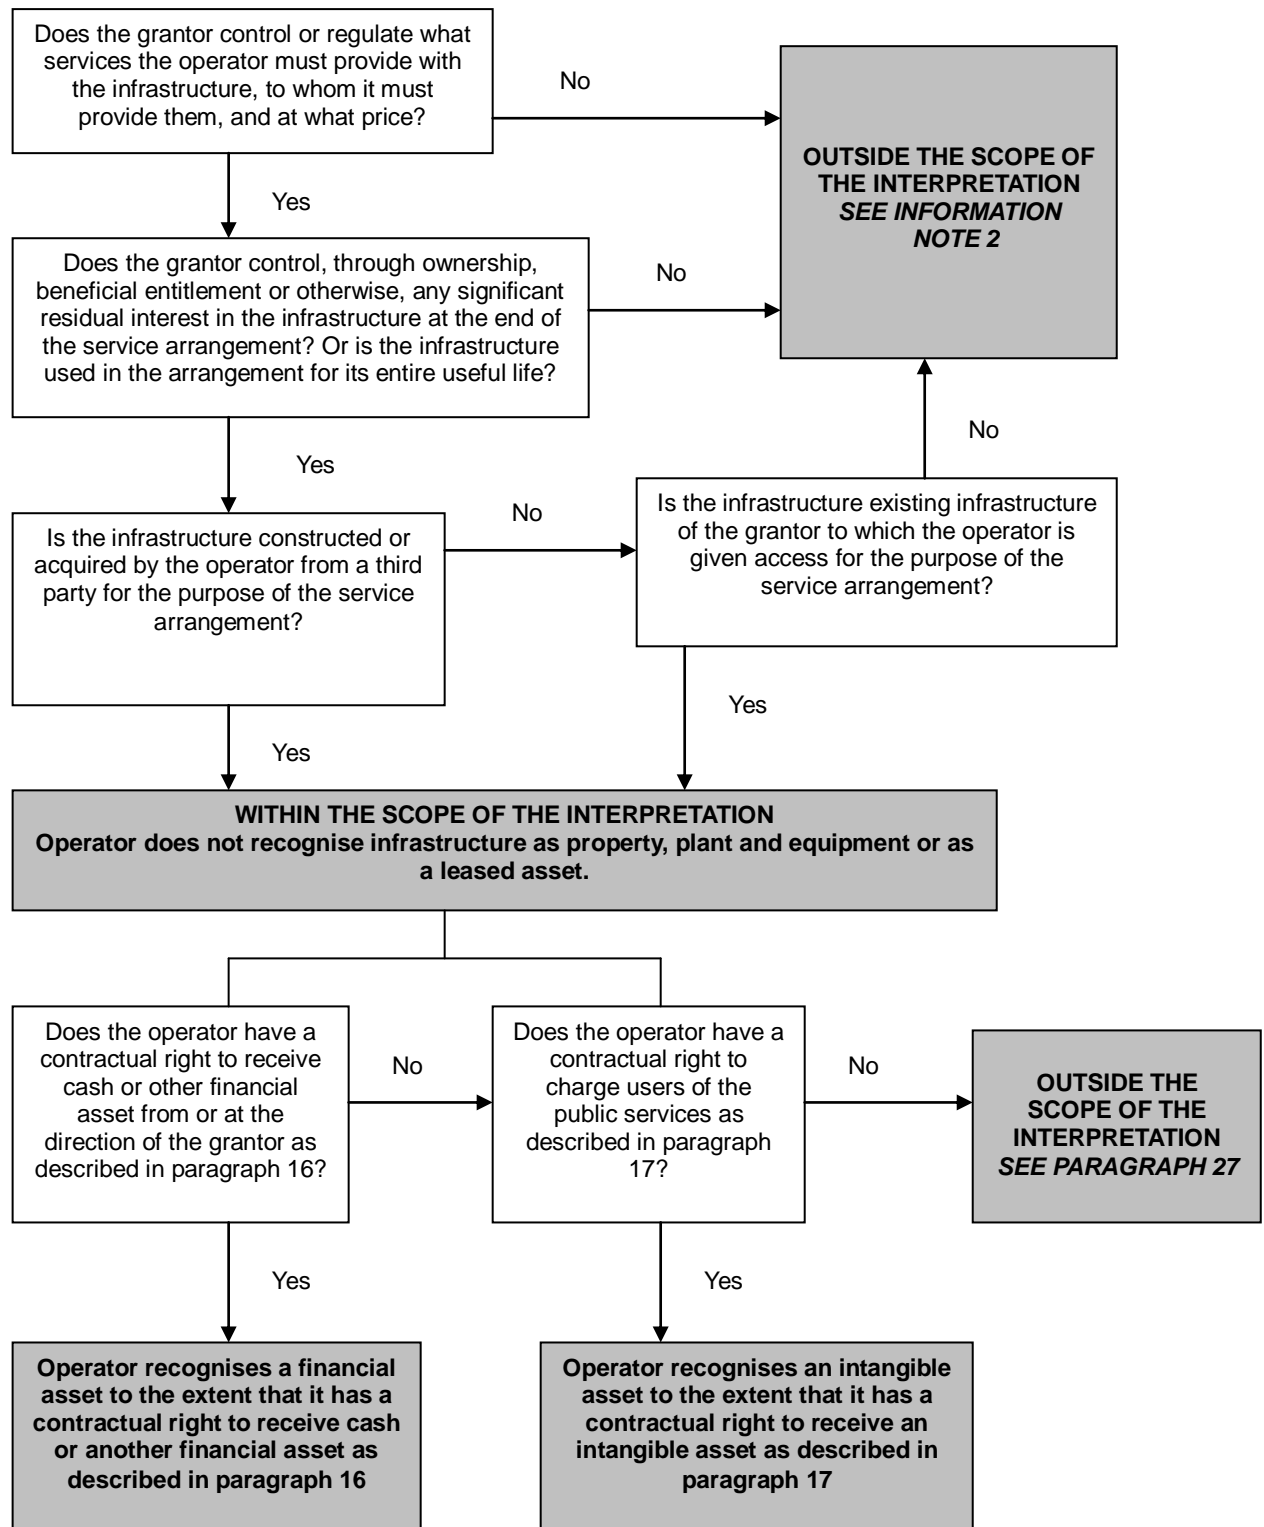 Does the grantor control or regulate what
services the operator must provide with
the infrastructure, to whom it must
provide them, and at what price?
No
OUTSIDE THE SCOPE OF
THE INTERPRETATION
SEE INFORMATION
NOTE 2
Yes
Does the grantor control, through ownership,
beneficial entitlement or otherwise, any significant
residual interest in the infrastructure at the end of
the service arrangement? Or is the infrastructure
used in the arrangement for its entire useful life?
No
No
Yes
Is the infrastructure constructed or
acquired by the operator from a third
party for the purpose of the service
arrangement?
No
Is the infrastructure existing infrastructure
of the grantor to which the operator is
given access for the purpose of the
service arrangement?
Yes
Yes
WITHIN THE SCOPE OF THE INTERPRETATION
Operator does not recognise infrastructure as property, plant and equipment or as
a leased asset.
Does the operator have a
contractual right to receive
cash or other financial
asset from or at the
direction of the grantor as
described in paragraph 16?
No
Does the operator have a
contractual right to
charge users of the
public services as
described in paragraph
17?
No
OUTSIDE THE
SCOPE OF THE
INTERPRETATION
SEE PARAGRAPH 27
Yes
Yes
Operator recognises a financial
asset to the extent that it has a
contractual right to receive cash
or another financial asset as
described in paragraph 16
Operator recognises an intangible
asset to the extent that it has a
contractual right to receive an
intangible asset as described in
paragraph 17